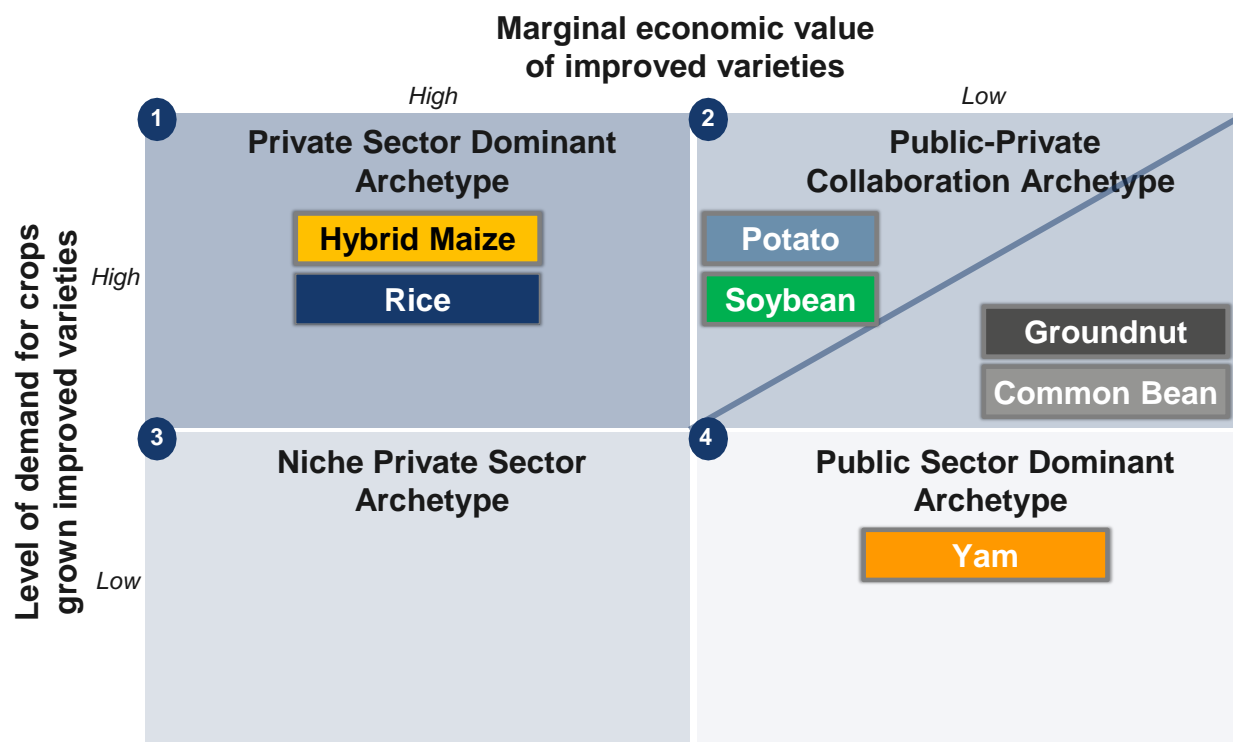 Marginal economic value
of improved varieties
High
Low
1
Private Sector Dominant
Archetype
Hybrid Maize
Rice
2
Public-Private
Collaboration Archetype
Potato
Soybean
Groundnut
Common Bean
Level of demand for crops
grown improved varieties
High
Low
3
Niche Private Sector
Archetype
4
Public Sector Dominant
Archetype
Yam